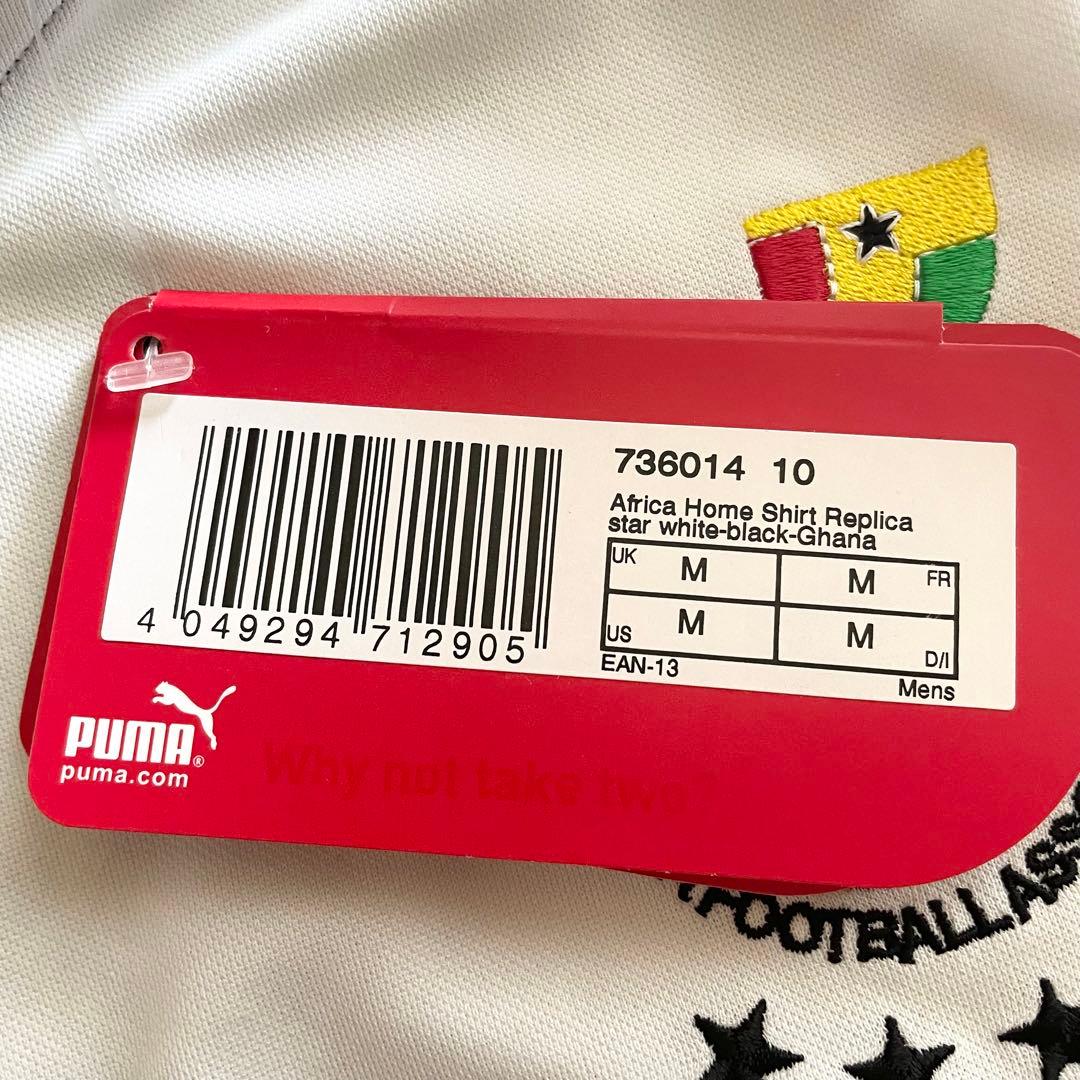 736014 10
Africa Home Shirt Replica
star white-black-Ghana
UK M M FR
US M M D/I
EAN-13 Mens
4 049294 712905
PUMA®
puma.com
Why not take two?
FOOTBALL ASS